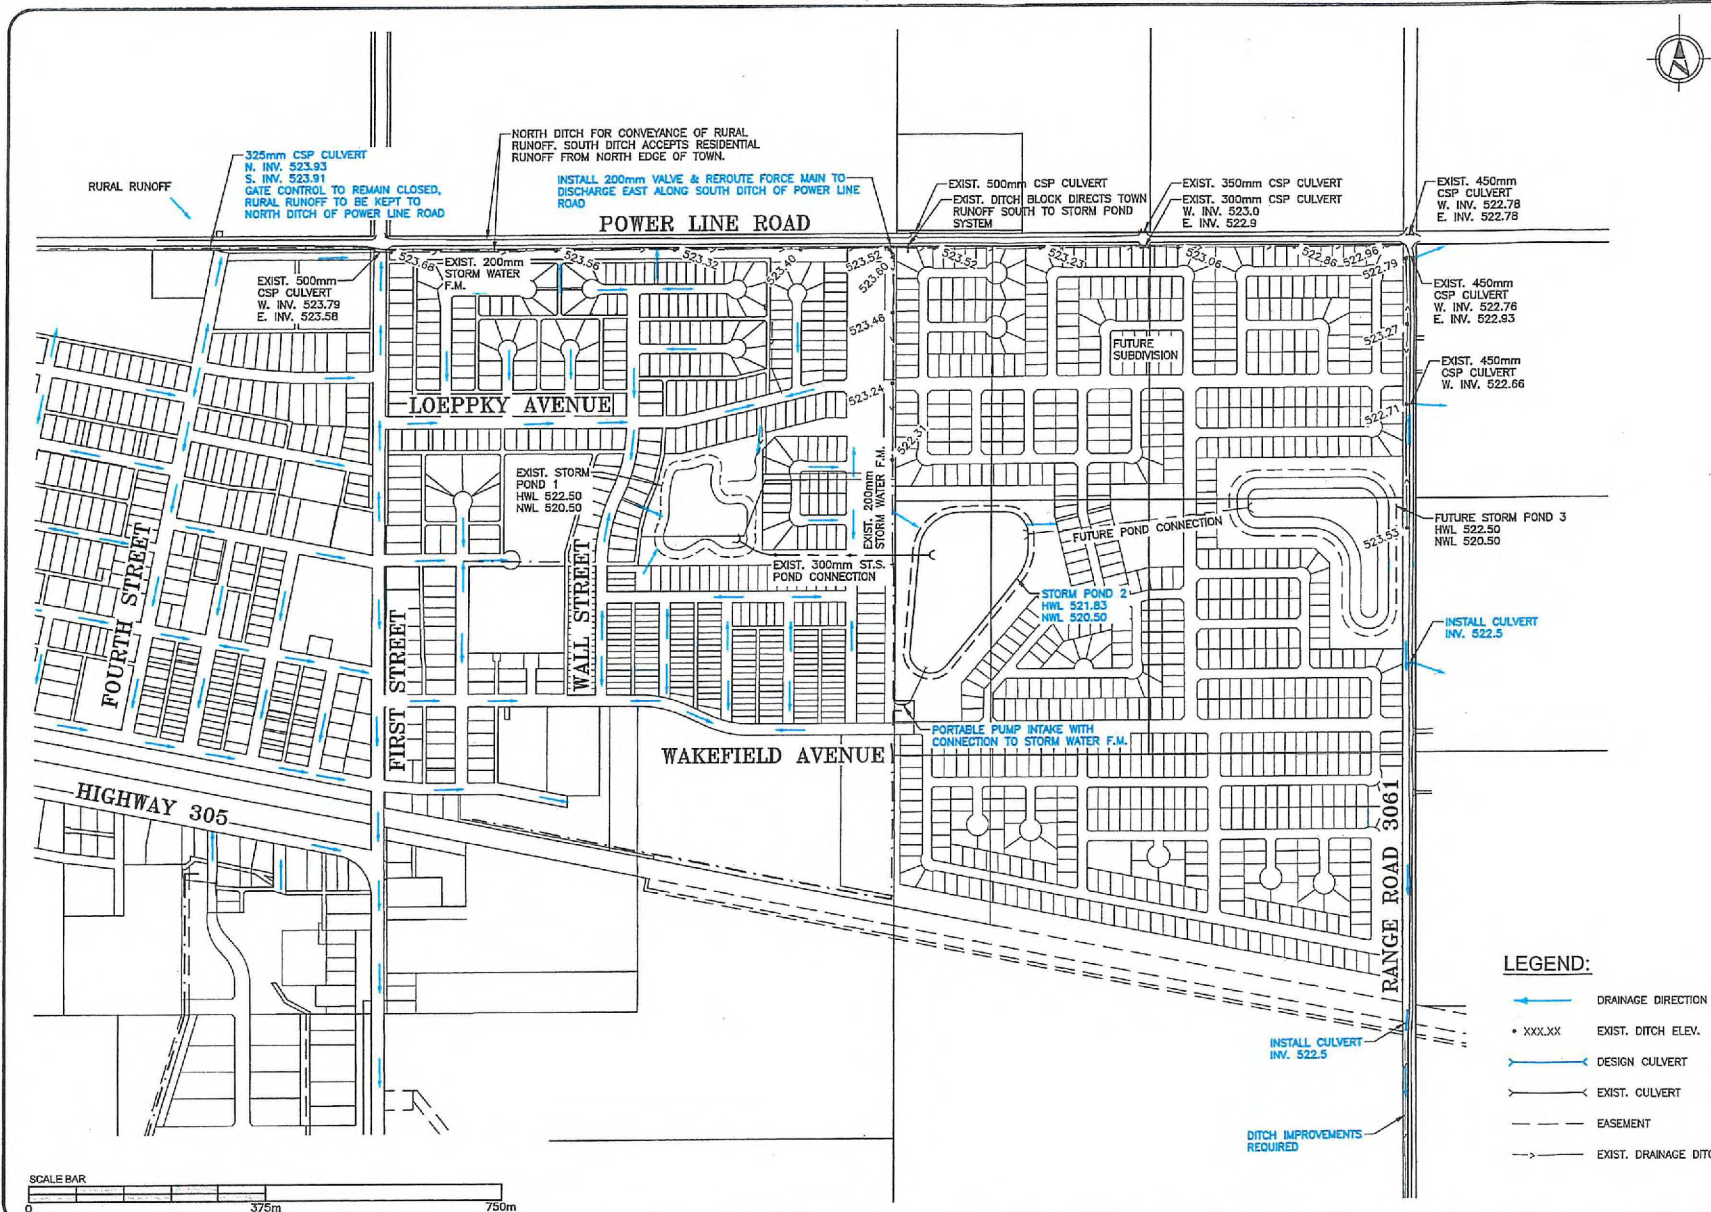 RURAL RUNOFF
325mm CSP CULVERT
N. INV. 523.93
S. INV. 523.91
GATE CONTROL TO REMAIN CLOSED,
RURAL RUNOFF TO BE KEPT TO
NORTH DITCH OF POWER LINE ROAD
NORTH DITCH FOR CONVEYANCE OF RURAL
RUNOFF. SOUTH DITCH ACCEPTS RESIDENTIAL
RUNOFF FROM NORTH EDGE OF TOWN.
INSTALL 200mm VALVE & REROUTE FORCE MAIN TO
DISCHARGE EAST ALONG SOUTH DITCH OF POWER LINE
ROAD
POWER LINE ROAD
EXIST. 500mm CSP CULVERT
EXIST. DITCH BLOCK DIRECTS TOWN
RUNOFF SOUTH TO STORM POND
SYSTEM
EXIST. 350mm CSP CULVERT
EXIST. 300mm CSP CULVERT
W. INV. 523.0
E. INV. 522.9
EXIST. 450mm
CSP CULVERT
W. INV. 522.78
E. INV. 522.78
EXIST. 500mm
CSP CULVERT
W. INV. 523.79
E. INV. 523.58
523.68
EXIST. 200mm
STORM WATER
F.M.
523.56
523.32
523.40
523.52
523.60
523.52
523.23
523.06
522.86
522.96
522.79
EXIST. 450mm
CSP CULVERT
W. INV. 522.76
E. INV. 522.93
523.46
523.27
FUTURE
SUBDIVISION
EXIST. 450mm
CSP CULVERT
W. INV. 522.66
523.24
522.71
LOEPPKY AVENUE
522.31
EXIST. STORM
POND 1
HWL 522.50
NWL 520.50
EXIST. 200mm
STORM WATER F.M.
FUTURE POND CONNECTION
FUTURE STORM POND 3
HWL 522.50
NWL 520.50
523.53
EXIST. 300mm ST.S.
POND CONNECTION
STORM POND 2
HWL 521.83
NWL 520.50
INSTALL CULVERT
INV. 522.5
FOURTH STREET
FIRST STREET
WALL STREET
PORTABLE PUMP INTAKE WITH
CONNECTION TO STORM WATER F.M.
WAKEFIELD AVENUE
HIGHWAY 305
RANGE ROAD 3061
INSTALL CULVERT
INV. 522.5
DITCH IMPROVEMENTS
REQUIRED
LEGEND:
DRAINAGE DIRECTION
• XXX.XX EXIST. DITCH ELEV.
DESIGN CULVERT
EXIST. CULVERT
EASEMENT
EXIST. DRAINAGE DITC
SCALE BAR
0 375m 750m